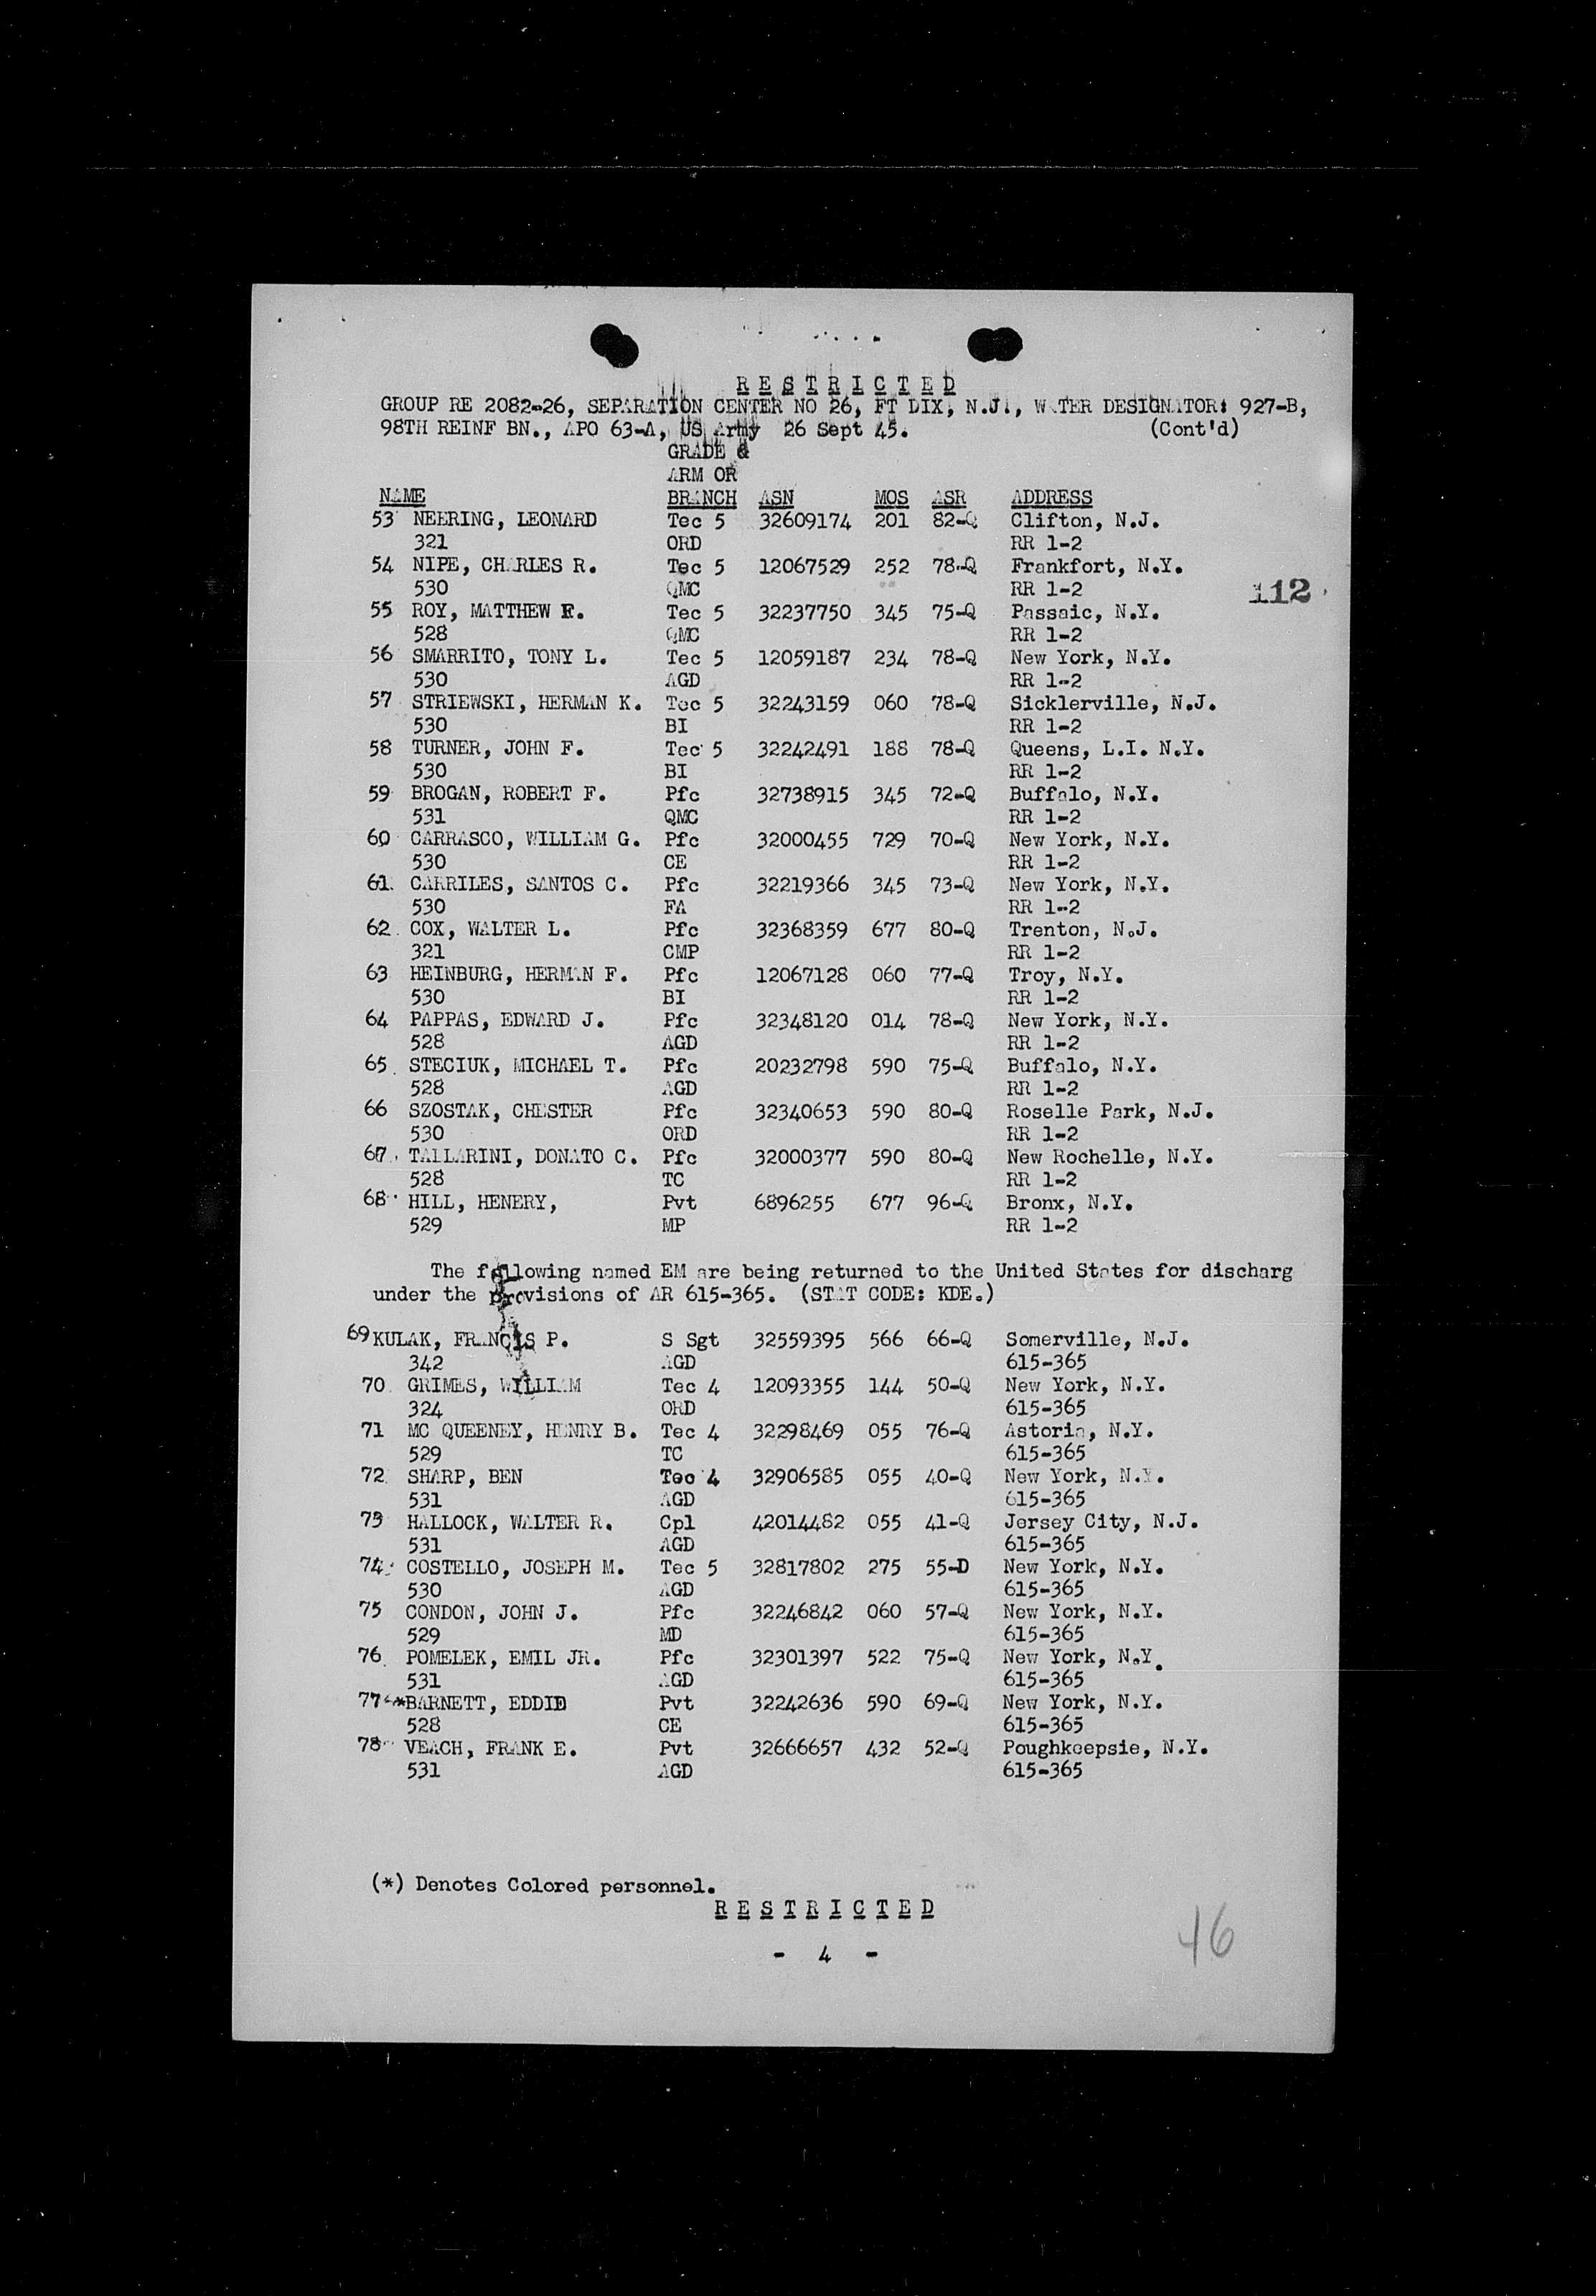 R E S T R I C T E D
GROUP RE 2082-26, SEPARATION CENTER NO 26, FT DIX, N.J., WATER DESIGNATOR: 927-B,
98TH REINF BN., APO 63-A, US Army 26 Sept 45. (Cont'd)
GRADE &
ARM OR
NAME BRANCH ASN MOS ASR ADDRESS
53 NEERING, LEONARD Tec 5 32609174 201 82-Q Clifton, N.J.
321 ORD RR 1-2
54 NIPE, CHARLES R. Tec 5 12067529 252 78-Q Frankfort, N.Y.
530 QMC RR 1-2
112
55 ROY, MATTHEW E. Tec 5 32237750 345 75-Q Passaic, N.Y.
528 QMC RR 1-2
56 SMARRITO, TONY L. Tec 5 12059187 234 78-Q New York, N.Y.
530 AGD RR 1-2
57 STRIEWSKI, HERMAN K. Tec 5 32243159 060 78-Q Sicklerville, N.J.
530 BI RR 1-2
58 TURNER, JOHN F. Tec 5 32242491 188 78-Q Queens, L.I. N.Y.
530 BI RR 1-2
59 BROGAN, ROBERT F. Pfc 32738915 345 72-Q Buffalo, N.Y.
531 QMC RR 1-2
60 CARRASCO, WILLIAM G. Pfc 32000455 729 70-Q New York, N.Y.
530 CE RR 1-2
61 CARRILES, SANTOS C. Pfc 32219366 345 73-Q New York, N.Y.
530 FA RR 1-2
62 COX, WALTER L. Pfc 32368359 677 80-Q Trenton, N.J.
321 CMP RR 1-2
63 HEINBURG, HERMAN F. Pfc 12067128 060 77-Q Troy, N.Y.
530 BI RR 1-2
64 PAPPAS, EDWARD J. Pfc 32348120 014 78-Q New York, N.Y.
528 AGD RR 1-2
65 STECIUK, MICHAEL T. Pfc 20232798 590 75-Q Buffalo, N.Y.
528 AGD RR 1-2
66 SZOSTAK, CHESTER Pfc 32340653 590 80-Q Roselle Park, N.J.
530 ORD RR 1-2
67 TALLARINI, DONATO C. Pfc 32000377 590 80-Q New Rochelle, N.Y.
528 TC RR 1-2
68 HILL, HENERY, Pvt 6896255 677 96-Q Bronx, N.Y.
529 MP RR 1-2
The following named EM are being returned to the United States for discharg
under the provisions of AR 615-365. (STAT CODE: KDE.)
69 KULAK, FRANCIS P. S Sgt 32559395 566 66-Q Somerville, N.J.
342 AGD 615-365
70 GRIMES, WILLIAM Tec 4 12093355 144 50-Q New York, N.Y.
324 ORD 615-365
71 MC QUEENEY, HENRY B. Tec 4 32298469 055 76-Q Astoria, N.Y.
529 TC 615-365
72 SHARP, BEN Tec 4 32906585 055 40-Q New York, N.Y.
531 AGD 615-365
73 HALLOCK, WALTER R. Cpl 42014482 055 41-Q Jersey City, N.J.
531 AGD 615-365
74 COSTELLO, JOSEPH M. Tec 5 32817802 275 55-D New York, N.Y.
530 AGD 615-365
75 CONDON, JOHN J. Pfc 32246842 060 57-Q New York, N.Y.
529 MD 615-365
76 POMELEK, EMIL JR. Pfc 32301397 522 75-Q New York, N.Y.
531 AGD 615-365
77 *BARNETT, EDDIE Pvt 32242636 590 69-Q New York, N.Y.
528 CE 615-365
78 VEACH, FRANK E. Pvt 32666657 432 52-Q Poughkeepsie, N.Y.
531 AGD 615-365
(*) Denotes Colored personnel.
R E S T R I C T E D
- 4 -
46